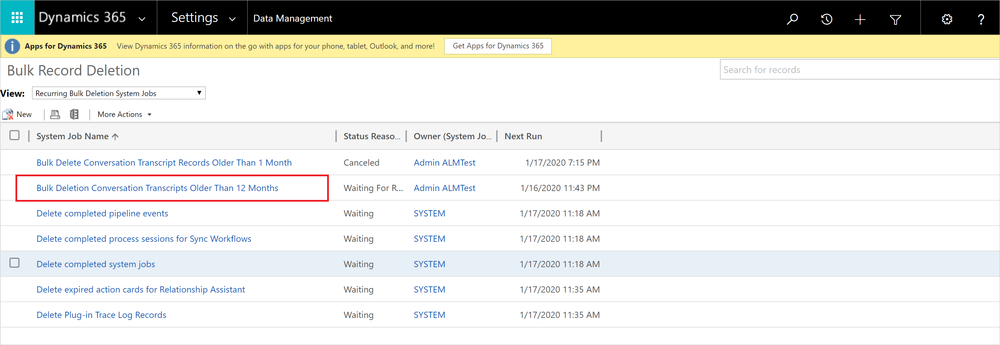 Dynamics 365 Settings Data Management ?
i Apps for Dynamics 365 View Dynamics 365 information on the go with apps for your phone, tablet, Outlook, and more! Get Apps for Dynamics 365
Bulk Record Deletion Search for records
View: Recurring Bulk Deletion System Jobs
New More Actions
System Job Name Status Reaso... Owner (System Jo... Next Run
Bulk Delete Conversation Transcript Records Older Than 1 Month Canceled Admin ALMTest 1/17/2020 7:15 PM
Bulk Deletion Conversation Transcripts Older Than 12 Months Waiting For R... Admin ALMTest 1/16/2020 11:43 PM
Delete completed pipeline events Waiting SYSTEM 1/17/2020 11:18 AM
Delete completed process sessions for Sync Workflows Waiting SYSTEM 1/17/2020 11:18 AM
Delete completed system jobs Waiting SYSTEM 1/17/2020 11:18 AM
Delete expired action cards for Relationship Assistant Waiting SYSTEM 1/17/2020 11:35 AM
Delete Plug-in Trace Log Records Waiting SYSTEM 1/17/2020 11:35 AM